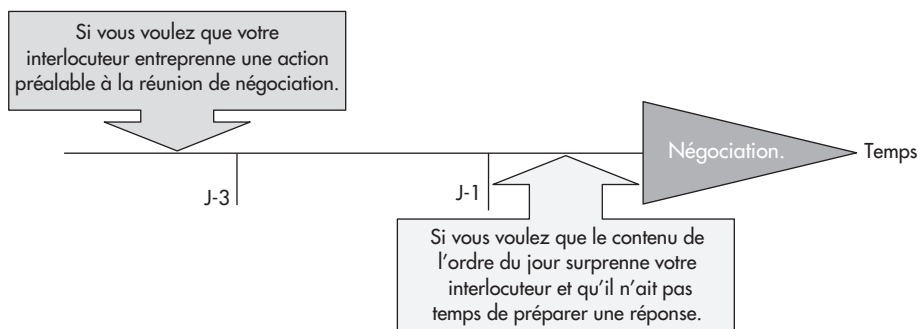 Si vous voulez que votre
interlocuteur entreprenne une action
préalable à la réunion de négociation.
Négociation.
Temps
J-3
J-1
Si vous voulez que le contenu de
l’ordre du jour surprenne votre
interlocuteur et qu’il n’ait pas
temps de préparer une réponse.